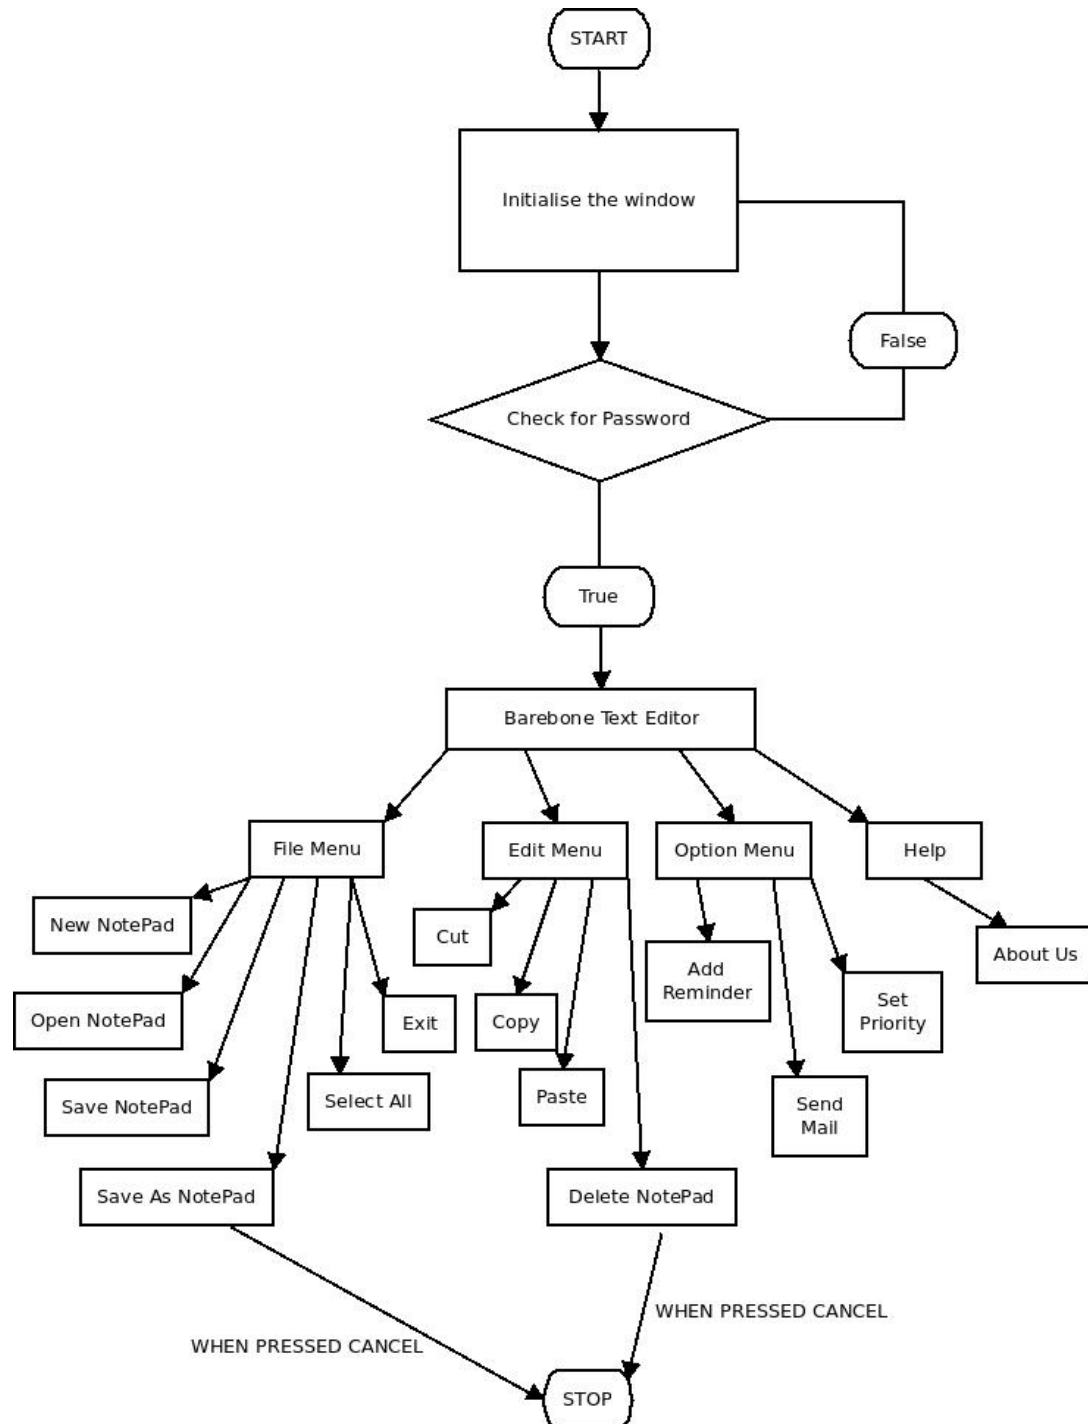 START
Initialise the window
False
Check for Password
True
Barebone Text Editor
File Menu
Edit Menu
Option Menu
Help
New NotePad
Cut
Add
Reminder
About Us
Open NotePad
Exit
Copy
Set
Priority
Save NotePad
Select All
Paste
Send
Mail
Save As NotePad
Delete NotePad
WHEN PRESSED CANCEL
WHEN PRESSED CANCEL
STOP